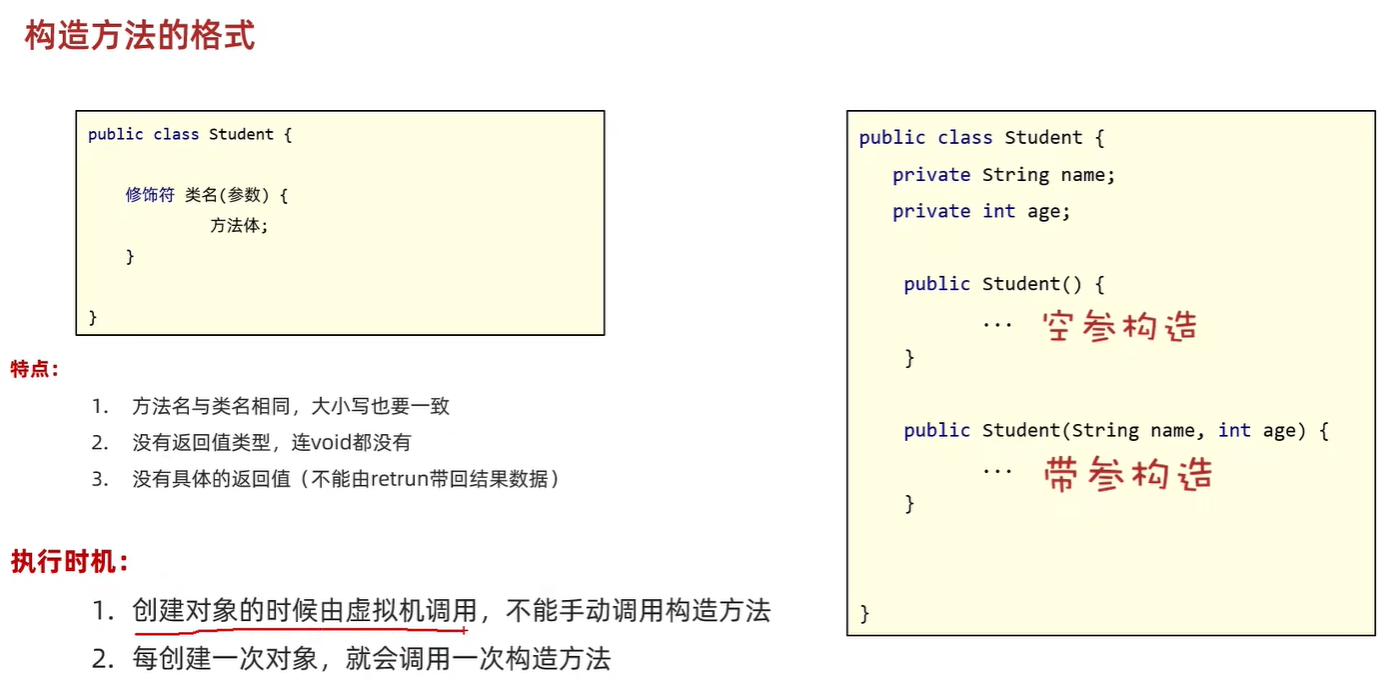 构造方法的格式
public class Student {
修饰符 类名(参数) {
方法体;
}
}
特点:
1. 方法名与类名相同，大小写也要一致
2. 没有返回值类型，连void都没有
3. 没有具体的返回值（不能由retrun带回结果数据）
执行时机:
1. 创建对象的时候由虚拟机调用，不能手动调用构造方法
2. 每创建一次对象，就会调用一次构造方法
public class Student {
private String name;
private int age;
public Student() {
... 空参构造
}
public Student(String name, int age) {
... 带参构造
}
}